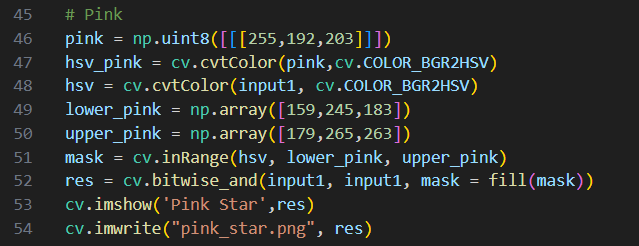 45 # Pink
46 pink = np.uint8([[[255,192,203]]])
47 hsv_pink = cv.cvtColor(pink,cv.COLOR_BGR2HSV)
48 hsv = cv.cvtColor(input1, cv.COLOR_BGR2HSV)
49 lower_pink = np.array([159,245,183])
50 upper_pink = np.array([179,265,263])
51 mask = cv.inRange(hsv, lower_pink, upper_pink)
52 res = cv.bitwise_and(input1, input1, mask = fill(mask))
53 cv.imshow('Pink Star',res)
54 cv.imwrite("pink_star.png", res)